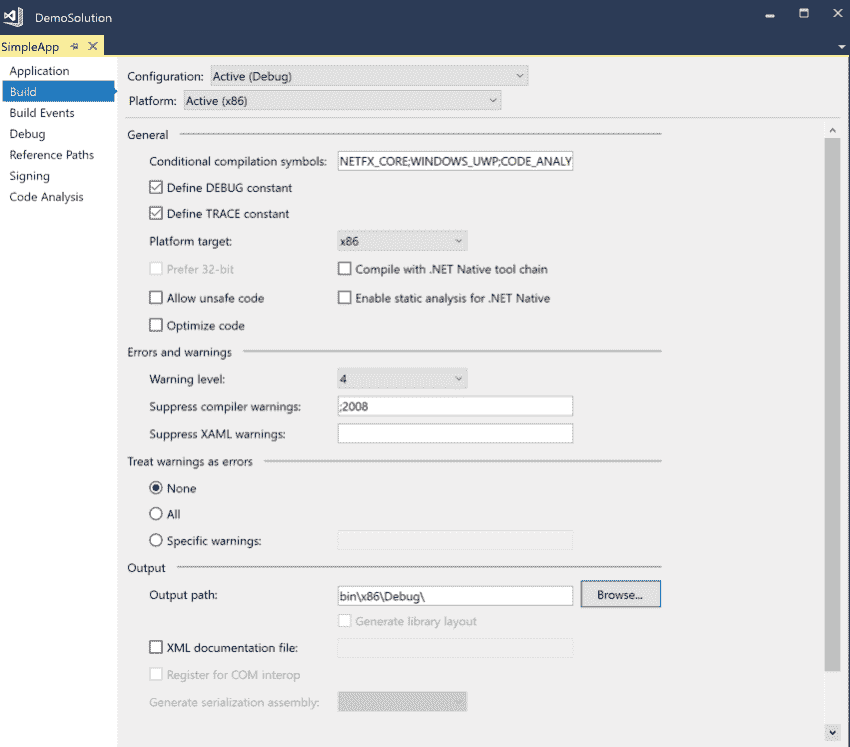 DemoSolution
SimpleApp
Application
Build
Build Events
Debug
Reference Paths
Signing
Code Analysis
Configuration: Active (Debug)
Platform: Active (x86)
General
Conditional compilation symbols: NETFX_CORE;WINDOWS_UWP;CODE_ANALY
Define DEBUG constant
Define TRACE constant
Platform target: x86
Prefer 32-bit Compile with .NET Native tool chain
Allow unsafe code Enable static analysis for .NET Native
Optimize code
Errors and warnings
Warning level: 4
Suppress compiler warnings: ;2008
Suppress XAML warnings:
Treat warnings as errors
None
All
Specific warnings:
Output
Output path: bin\x86\Debug\ Browse...
Generate library layout
XML documentation file:
Register for COM interop
Generate serialization assembly: